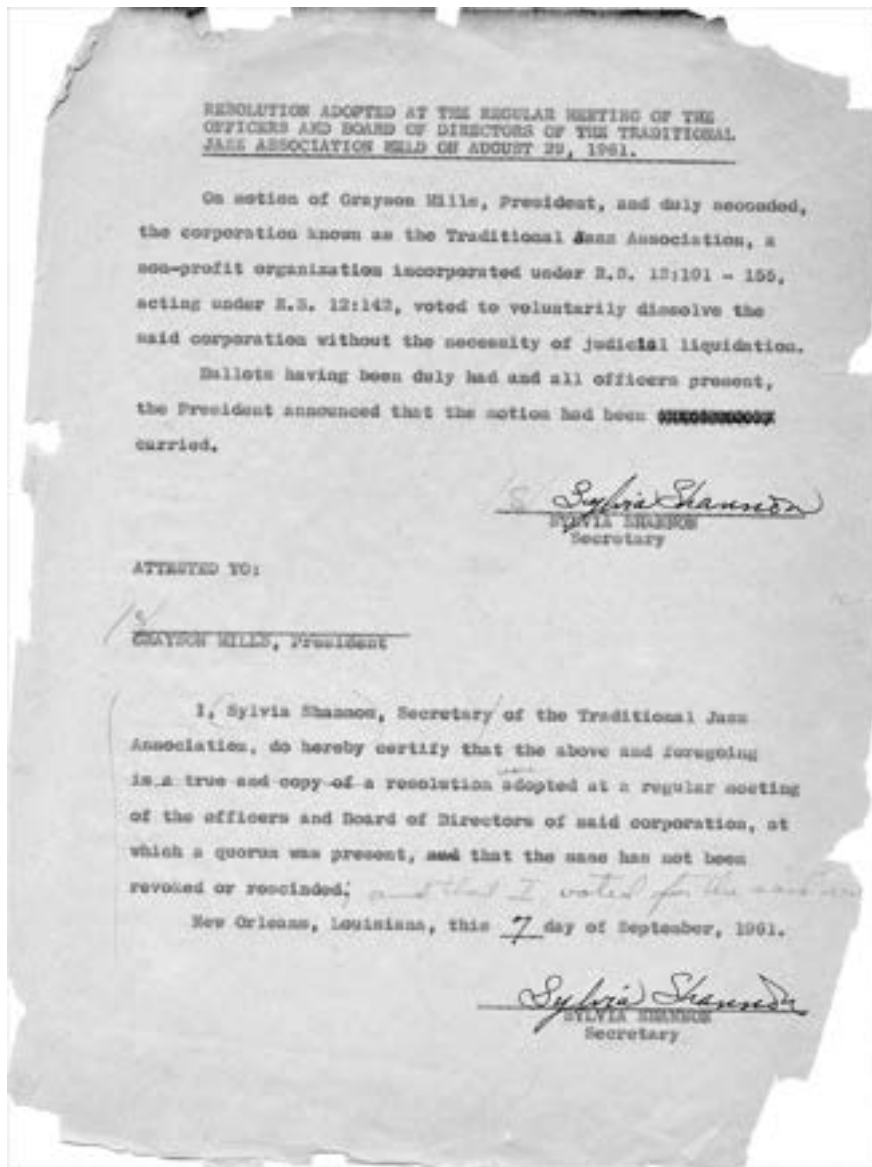 RESOLUTION ADOPTED AT THE REGULAR MEETING OF THE
OFFICERS AND BOARD OF DIRECTORS OF THE TRADITIONAL
JAZZ ASSOCIATION HELD ON AUGUST 29, 1961.
On motion of Grayson Mills, President, and duly seconded,
the corporation known as the Traditional Jazz Association, a
non-profit organization incorporated under R.S. 12:101 - 155,
acting under R.S. 12:142, voted to voluntarily dissolve the
said corporation without the necessity of judicial liquidation.
Ballots having been duly had and all officers present,
the President announced that the motion had been
carried.
Sylvia Shannon
SYLVIA SHANNON
Secretary
ATTESTED TO:
GRAYSON MILLS, President
I, Sylvia Shannon, Secretary of the Traditional Jazz
Association, do hereby certify that the above and foregoing
is a true and copy of a resolution adopted at a regular meeting
of the officers and Board of Directors of said corporation, at
which a quorum was present, and that the same has not been
revoked or rescinded, and that I voted for the
New Orleans, Louisiana, this 7 day of September, 1961.
Sylvia Shannon
SYLVIA SHANNON
Secretary